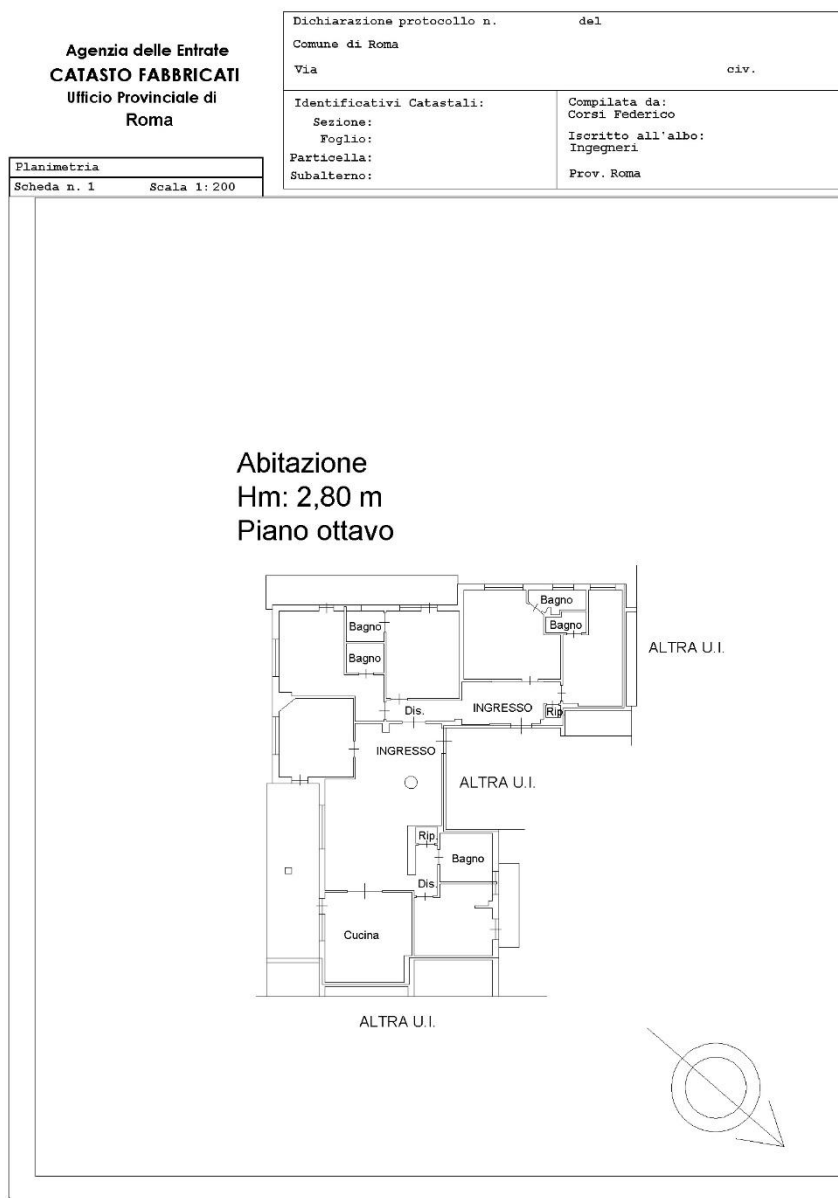 Agenzia delle Entrate
CATASTO FABBRICATI
Ufficio Provinciale di
Roma
Dichiarazione protocollo n. del
Comune di Roma
Via civ.
Identificativi Catastali:
Sezione:
Foglio:
Particella:
Subalterno:
Compilata da:
Corsi Federico
Iscritto all'albo:
Ingegneri
Prov. Roma
Planimetria
Scheda n. 1 Scala 1:200
Abitazione
Hm: 2,80 m
Piano ottavo
Bagno
Bagno
Bagno
Bagno
ALTRA U.I.
Dis.
INGRESSO
Rip
INGRESSO
ALTRA U.I.
Rip.
Bagno
Dis.
Cucina
ALTRA U.I.